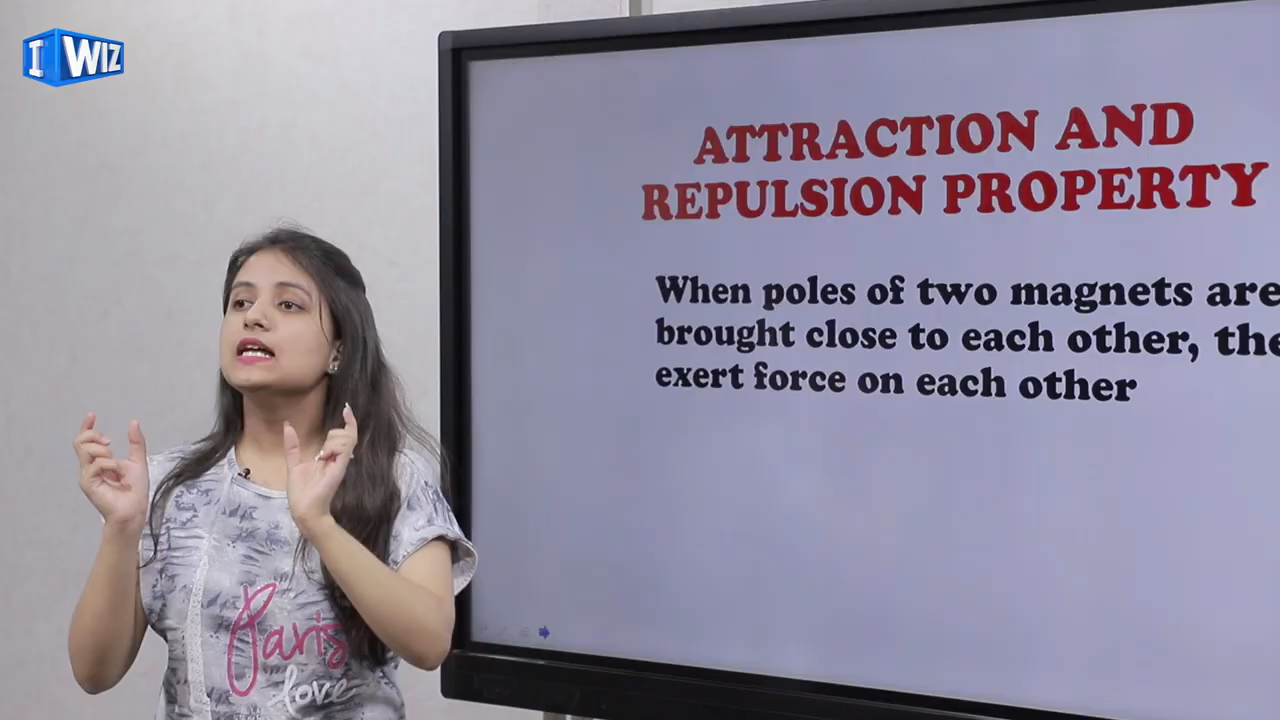 I WIZ
ATTRACTION AND
REPULSION PROPERTY
When poles of two magnets are
brought close to each other, the
exert force on each other
Paris
love